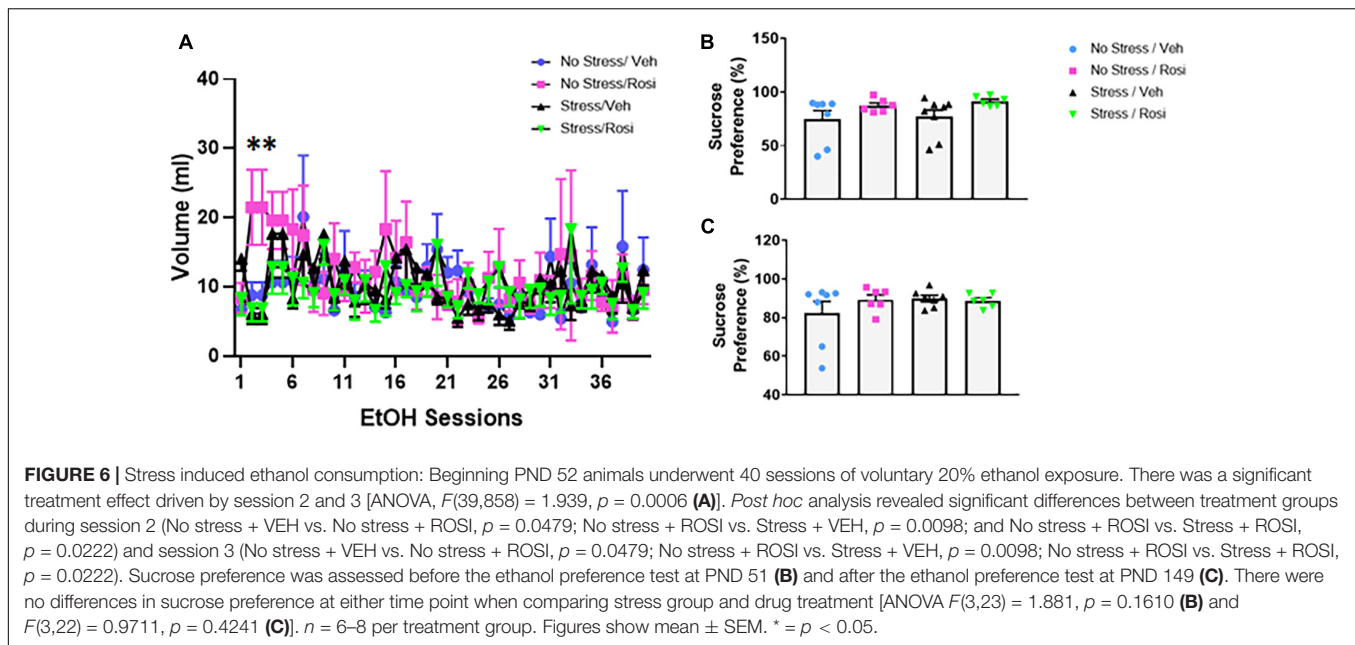 A
No Stress/ Veh
No Stress/Rosi
Stress/Veh
Stress/Rosi
**
40
30
20
10
0
Volume (ml)
1
6
11
16
21
26
31
36
EtOH Sessions
B
150
100
50
0
Sucrose
Preference (%)
No Stress / Veh
No Stress / Rosi
Stress / Veh
Stress / Rosi
C
120
100
80
60
40
Sucrose
Preference (%)
FIGURE 6 | Stress induced ethanol consumption: Beginning PND 52 animals underwent 40 sessions of voluntary 20% ethanol exposure. There was a significant
treatment effect driven by session 2 and 3 [ANOVA, F(39,858) = 1.939, p = 0.0006 (A)]. Post hoc analysis revealed significant differences between treatment groups
during session 2 (No stress + VEH vs. No stress + ROSI, p = 0.0479; No stress + ROSI vs. Stress + VEH, p = 0.0098; and No stress + ROSI vs. Stress + ROSI,
p = 0.0222) and session 3 (No stress + VEH vs. No stress + ROSI, p = 0.0479; No stress + ROSI vs. Stress + VEH, p = 0.0098; No stress + ROSI vs. Stress + ROSI,
p = 0.0222). Sucrose preference was assessed before the ethanol preference test at PND 51 (B) and after the ethanol preference test at PND 149 (C). There were
no differences in sucrose preference at either time point when comparing stress group and drug treatment [ANOVA F(3,23) = 1.881, p = 0.1610 (B) and
F(3,22) = 0.9711, p = 0.4241 (C)]. n = 6–8 per treatment group. Figures show mean ± SEM. * = p < 0.05.